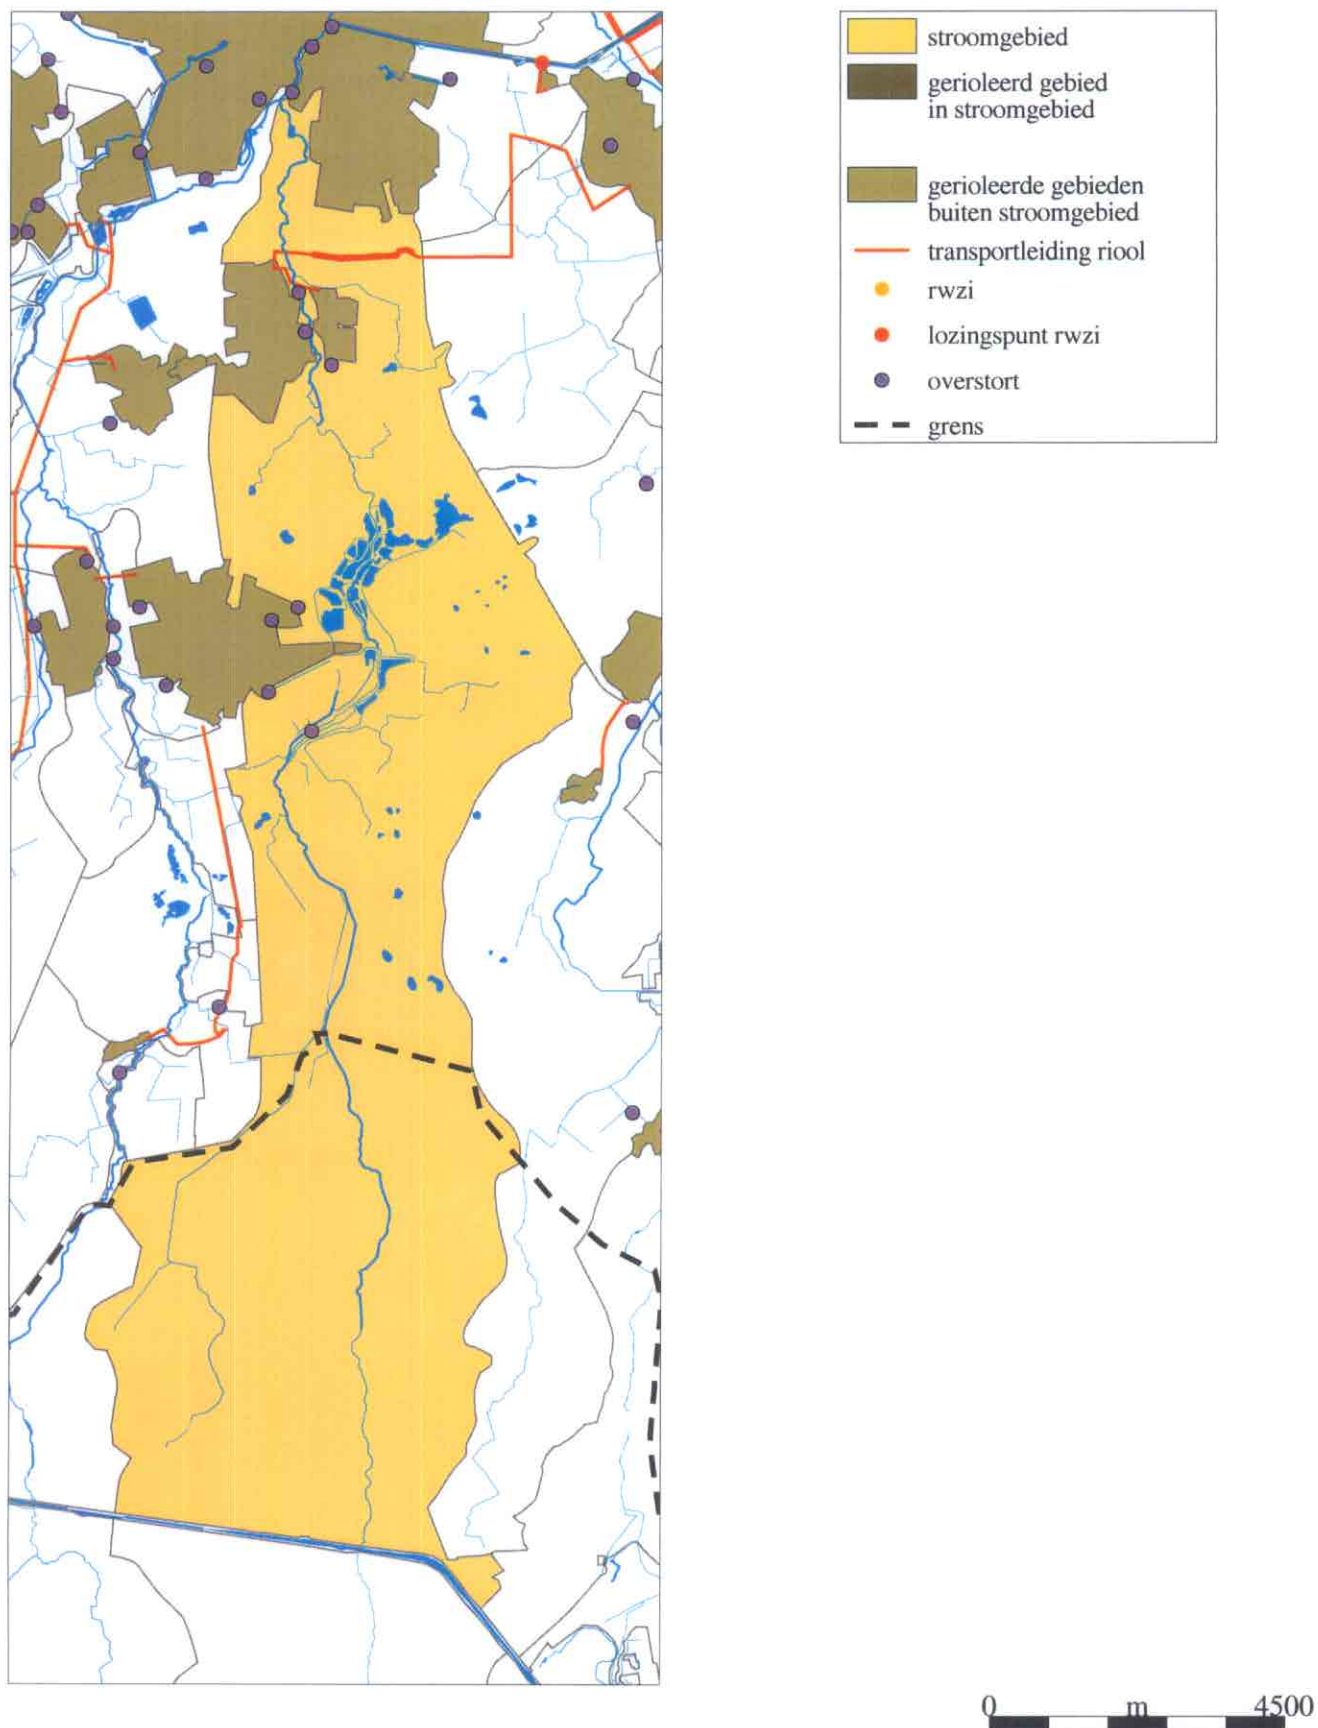 stroomgebied
gerioleerd gebied
in stroomgebied
gerioleerde gebieden
buiten stroomgebied
transportleiding riool
rwzi
lozingspunt rwzi
overstort
grens
0 m 4500